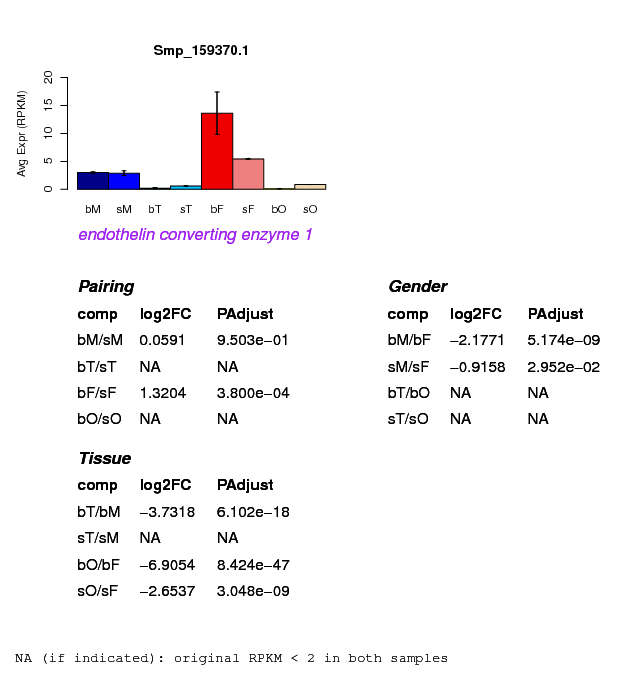 Smp_159370.1
Avg Expr (RPKM)
20
15
10
5
0
bM sM bT sT bF sF bO sO
endothelin converting enzyme 1
Pairing
comp log2FC PAdjust
bM/sM 0.0591 9.503e−01
bT/sT NA NA
bF/sF 1.3204 3.800e−04
bO/sO NA NA
Gender
comp log2FC PAdjust
bM/bF −2.1771 5.174e−09
sM/sF −0.9158 2.952e−02
bT/bO NA NA
sT/sO NA NA
Tissue
comp log2FC PAdjust
bT/bM −3.7318 6.102e−18
sT/sM NA NA
bO/bF −6.9054 8.424e−47
sO/sF −2.6537 3.048e−09
NA (if indicated): original RPKM < 2 in both samples